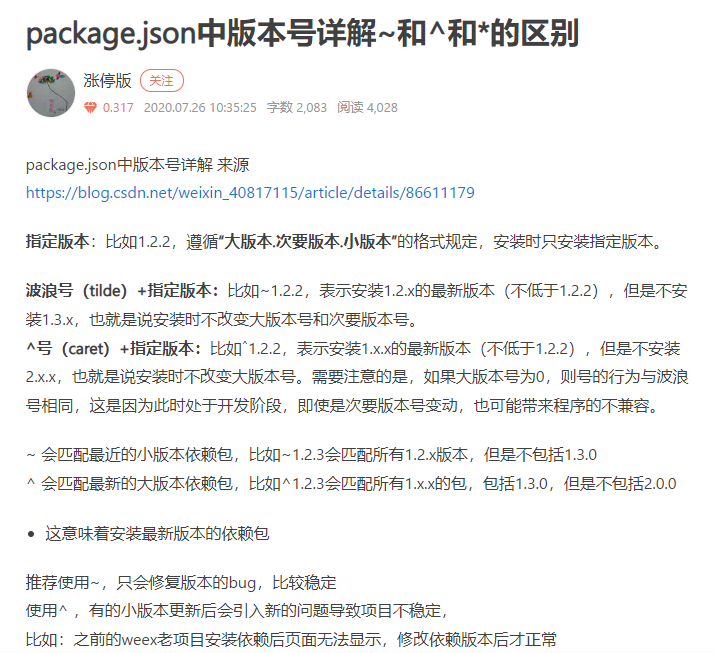 package.json中版本号详解~和^和*的区别
涨停版 关注
0.317 2020.07.26 10:35:25 字数 2,083 阅读 4,028
package.json中版本号详解 来源
https://blog.csdn.net/weixin_40817115/article/details/86611179
指定版本：比如1.2.2，遵循“大版本.次要版本.小版本”的格式规定，安装时只安装指定版本。
波浪号（tilde）+指定版本：比如~1.2.2，表示安装1.2.x的最新版本（不低于1.2.2），但是不安
装1.3.x，也就是说安装时不改变大版本号和次要版本号。
^号（caret）+指定版本：比如ˆ1.2.2，表示安装1.x.x的最新版本（不低于1.2.2），但是不安装
2.x.x，也就是说安装时不改变大版本号。需要注意的是，如果大版本号为0，则号的行为与波浪
号相同，这是因为此时处于开发阶段，即使是次要版本号变动，也可能带来程序的不兼容。
~ 会匹配最近的小版本依赖包，比如~1.2.3会匹配所有1.2.x版本，但是不包括1.3.0
^ 会匹配最新的大版本依赖包，比如^1.2.3会匹配所有1.x.x的包，包括1.3.0，但是不包括2.0.0
• 这意味着安装最新版本的依赖包
推荐使用~，只会修复版本的bug，比较稳定
使用^ ，有的小版本更新后会引入新的问题导致项目不稳定，
比如：之前的weex老项目安装依赖后页面无法显示，修改依赖版本后才正常